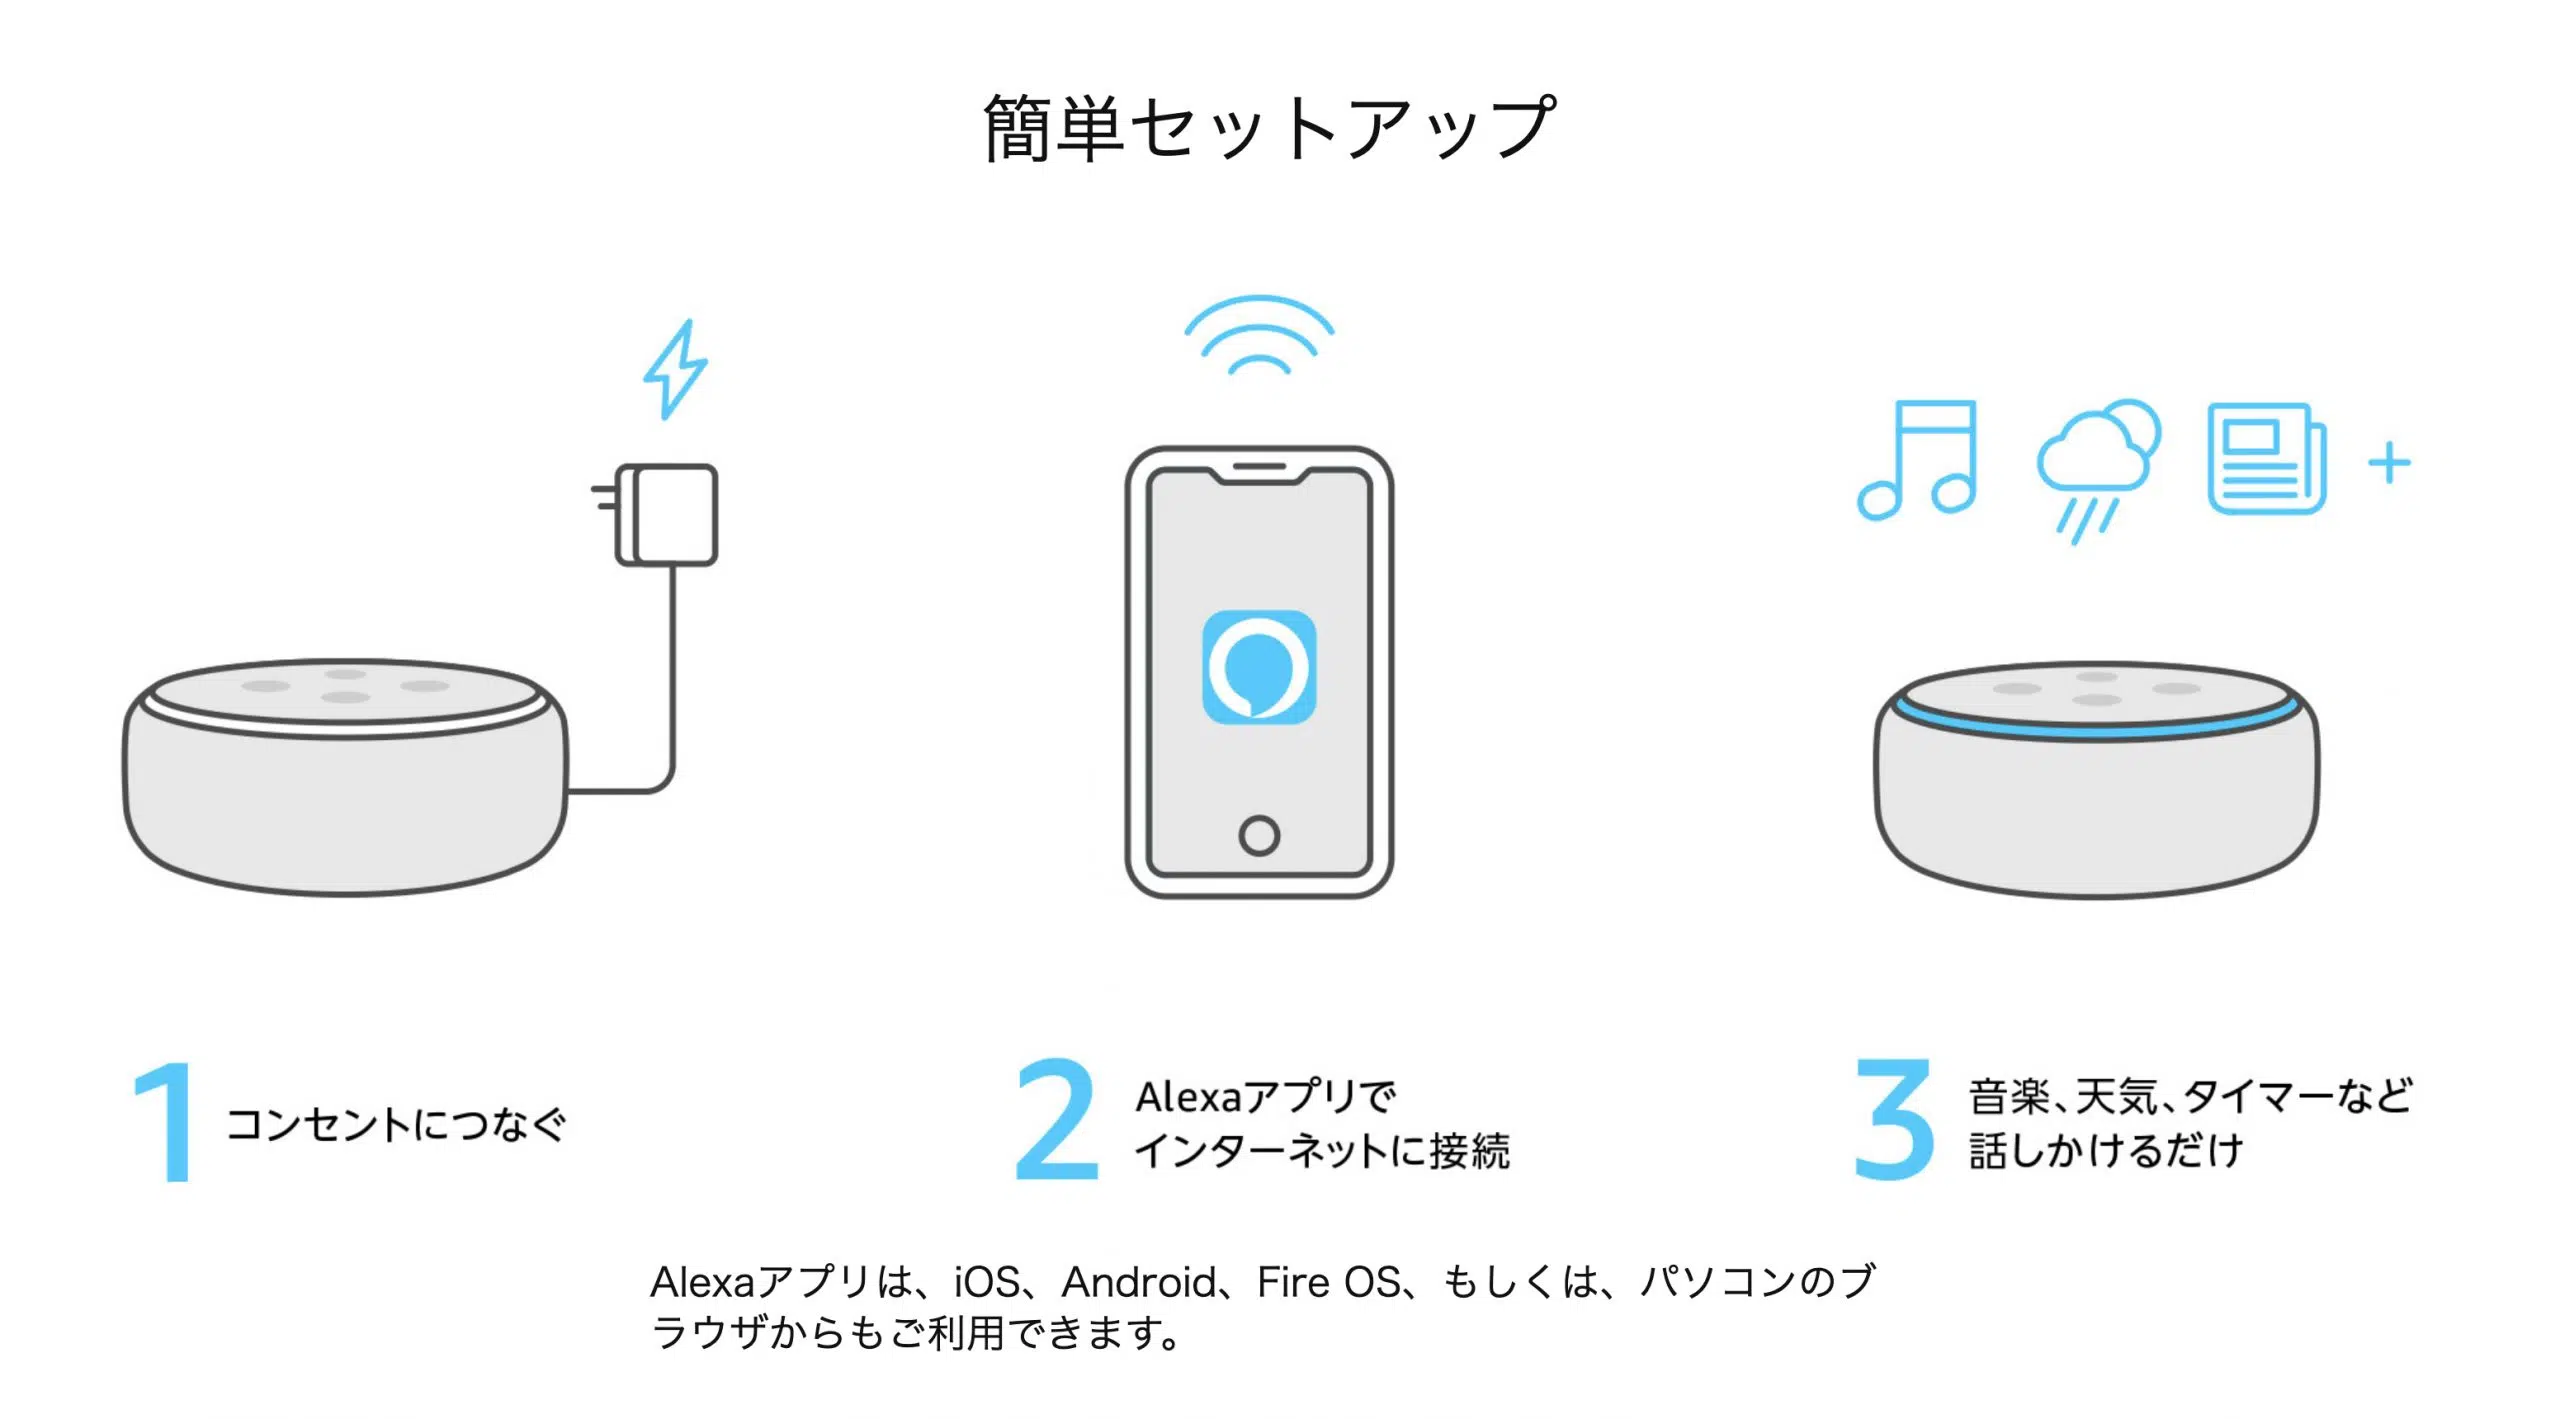 簡単セットアップ
1 コンセントにつなぐ
2 Alexaアプリで
インターネットに接続
3 音楽、天気、タイマーなど
話しかけるだけ
Alexaアプリは、iOS、Android、Fire OS、もしくは、パソコンのブ
ラウザからもご利用できます。